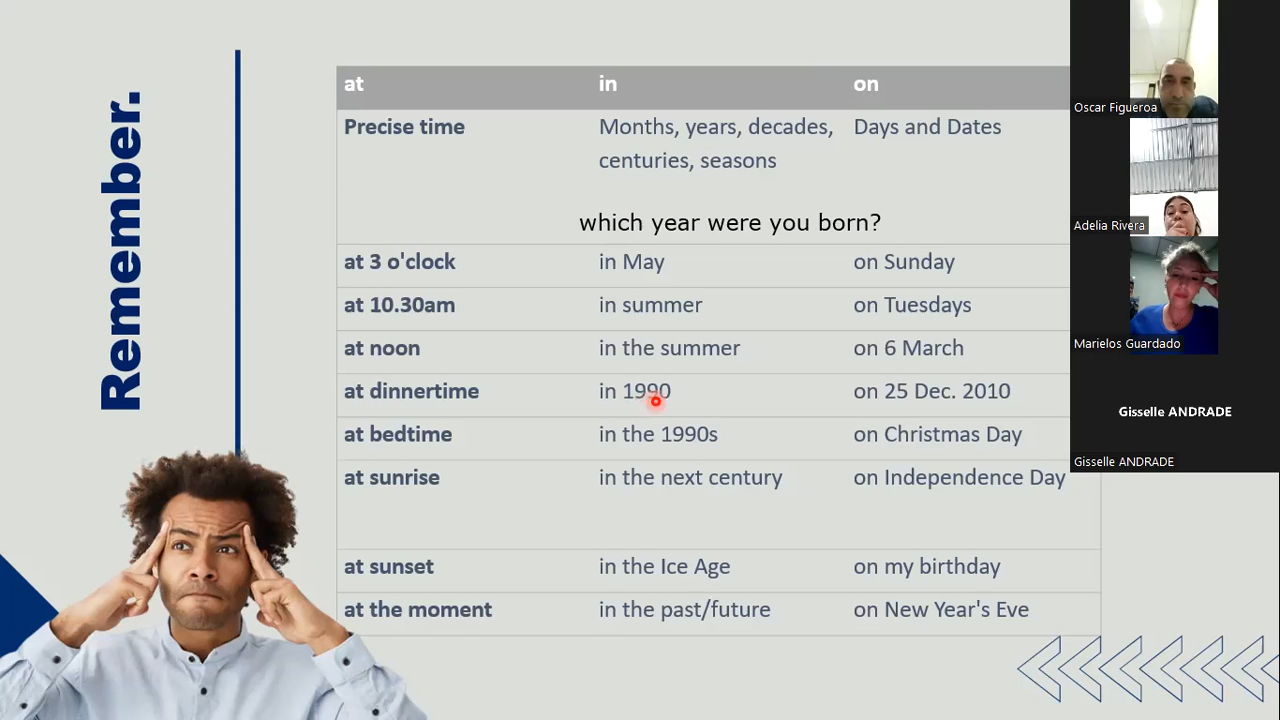 Remember.
at in on
Precise time Months, years, decades, Days and Dates
centuries, seasons
which year were you born?
at 3 o'clock in May on Sunday
at 10.30am in summer on Tuesdays
at noon in the summer on 6 March
at dinnertime in 1990 on 25 Dec. 2010
at bedtime in the 1990s on Christmas Day
at sunrise in the next century on Independence Day
at sunset in the Ice Age on my birthday
at the moment in the past/future on New Year's Eve
Oscar Figueroa
Adelia Rivera
Marielos Guardado
Gisselle ANDRADE
Gisselle ANDRADE